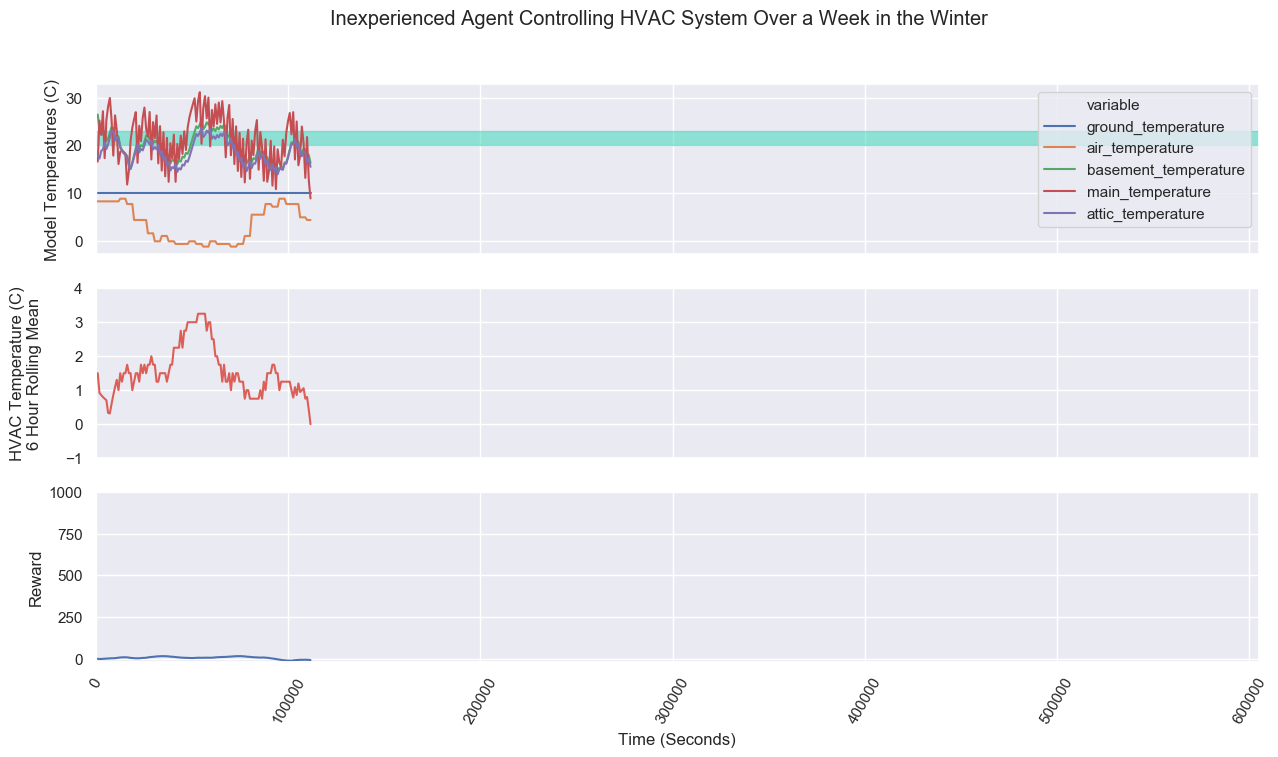 Inexperienced Agent Controlling HVAC System Over a Week in the Winter
Model Temperatures (C)
30
20
10
0
variable
ground_temperature
air_temperature
basement_temperature
main_temperature
attic_temperature
HVAC Temperature (C)
6 Hour Rolling Mean
4
3
2
1
0
−1
Reward
1000
750
500
250
0
0
100000
200000
300000
400000
500000
600000
Time (Seconds)